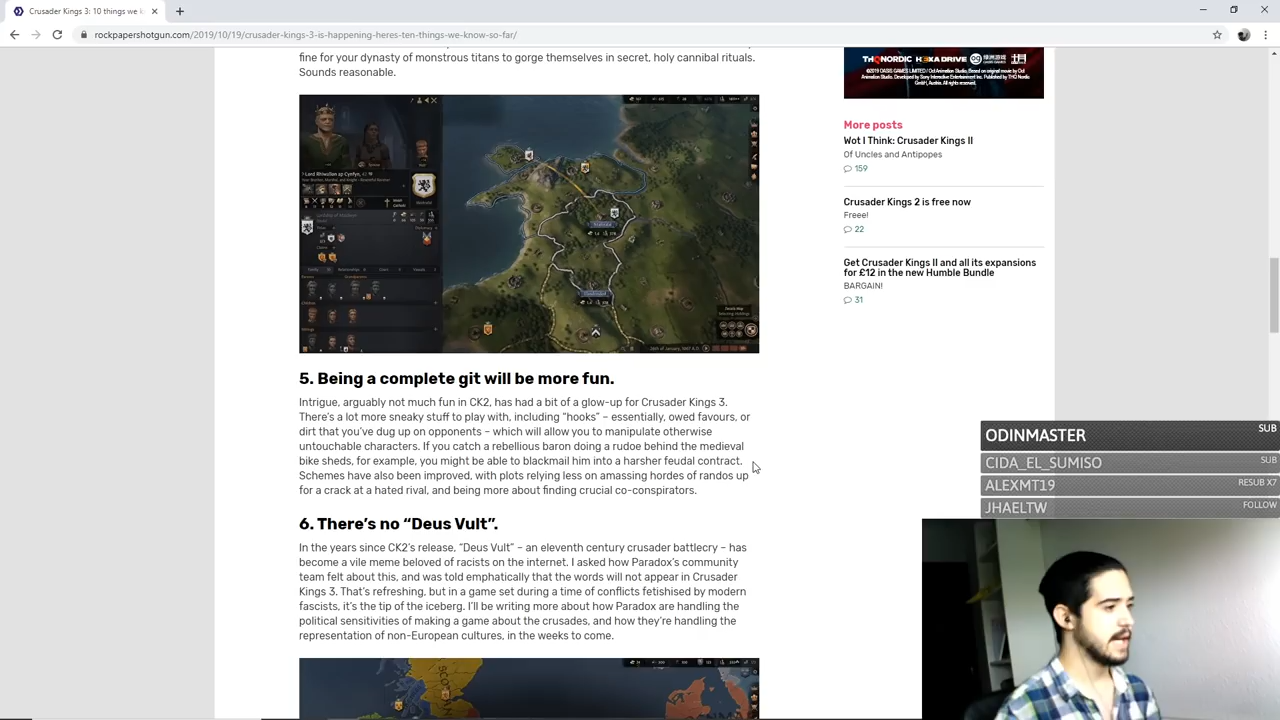 Crusader Kings 3: 10 things we k
rockpapershotgun.com/2019/10/19/crusader-kings-3-is-happening-heres-ten-things-we-know-so-far/
fine for your dynasty of monstrous titans to gorge themselves in secret, holy cannibal rituals.
Sounds reasonable.
THQ NORDIC HEXA DRIVE
More posts
Wot I Think: Crusader Kings II
Of Uncles and Antipopes
159
Crusader Kings 2 is free now
Freee!
22
Get Crusader Kings II and all its expansions
for £12 in the new Humble Bundle
BARGAIN!
31
5. Being a complete git will be more fun.
Intrigue, arguably not much fun in CK2, has had a bit of a glow-up for Crusader Kings 3.
There's a lot more sneaky stuff to play with, including “hooks” – essentially, owed favours, or
dirt that you've dug up on opponents – which will allow you to manipulate otherwise
untouchable characters. If you catch a rebellious baron doing a rudoe behind the medieval
bike sheds, for example, you might be able to blackmail him into a harsher feudal contract.
Schemes have also been improved, with plots relying less on amassing hordes of randos up
for a crack at a hated rival, and being more about finding crucial co-conspirators.
6. There's no “Deus Vult”.
In the years since CK2's release, “Deus Vult” – an eleventh century crusader battlecry – has
become a vile meme beloved of racists on the internet. I asked how Paradox's community
team felt about this, and was told emphatically that the words will not appear in Crusader
Kings 3. That's refreshing, but in a game set during a time of conflicts fetishised by modern
fascists, it's the tip of the iceberg. I'll be writing more about how Paradox are handling the
political sensitivities of making a game about the crusades, and how they're handling the
representation of non-European cultures, in the weeks to come.
ODINMASTER SUB
CIDA_EL_SUMISO SUB
ALEXMT19 RESUB X7
JHAELTW FOLLOW